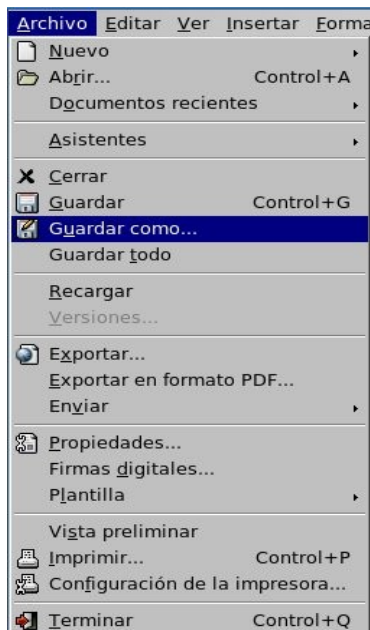 Archivo Editar Ver Insertar Forma
Nuevo
Abrir... Control+A
Documentos recientes
Asistentes
Cerrar
Guardar Control+G
Guardar como...
Guardar todo
Recargar
Versiones...
Exportar...
Exportar en formato PDF...
Enviar
Propiedades...
Firmas digitales...
Plantilla
Vista preliminar
Imprimir... Control+P
Configuración de la impresora...
Terminar Control+Q